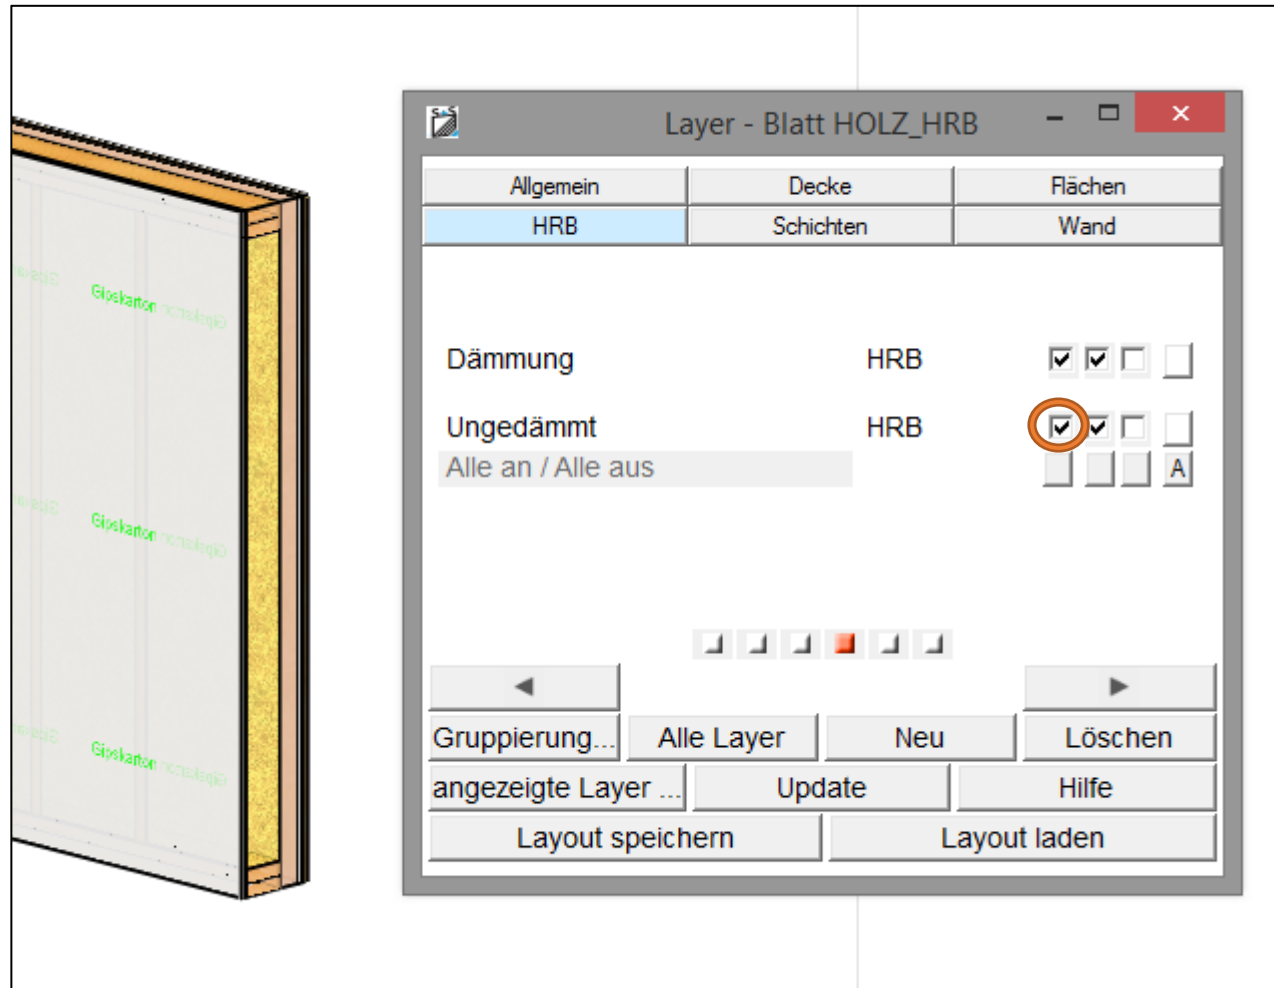 Layer - Blatt HOLZ_HRB
Allgemein Decke Flächen
HRB Schichten Wand
Dämmung HRB
Ungedämmt HRB
Alle an / Alle aus A
Gruppierung... Alle Layer Neu Löschen
angezeigte Layer ... Update Hilfe
Layout speichern Layout laden
Gipskarton
Gipskarton
Gipskarton